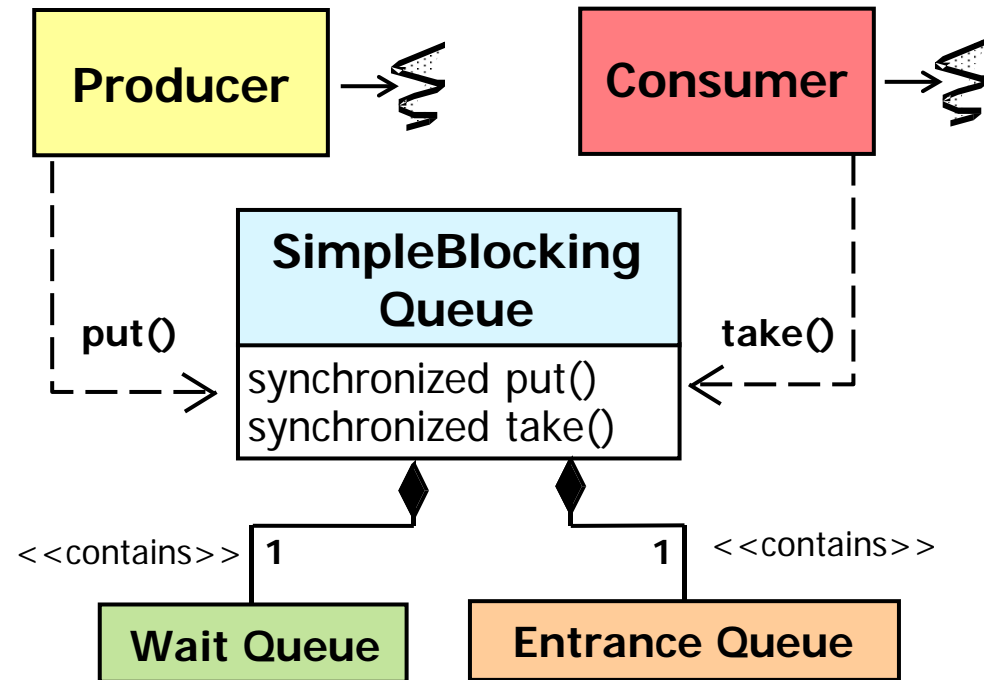 Producer
Consumer
SimpleBlocking
Queue
put()
take()
synchronized put()
synchronized take()
<<contains>>
1
1
<<contains>>
Wait Queue
Entrance Queue